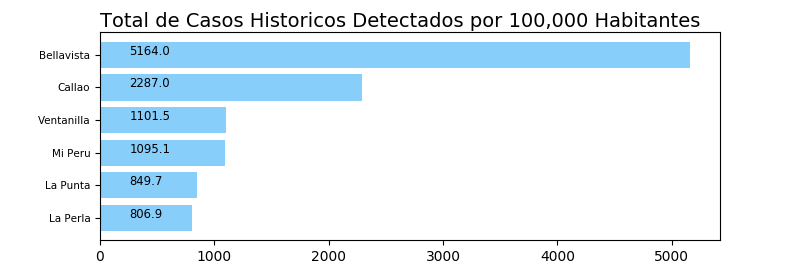 Total de Casos Historicos Detectados por 100,000 Habitantes
Bellavista 5164.0
Callao 2287.0
Ventanilla 1101.5
Mi Peru 1095.1
La Punta 849.7
La Perla 806.9
0 1000 2000 3000 4000 5000